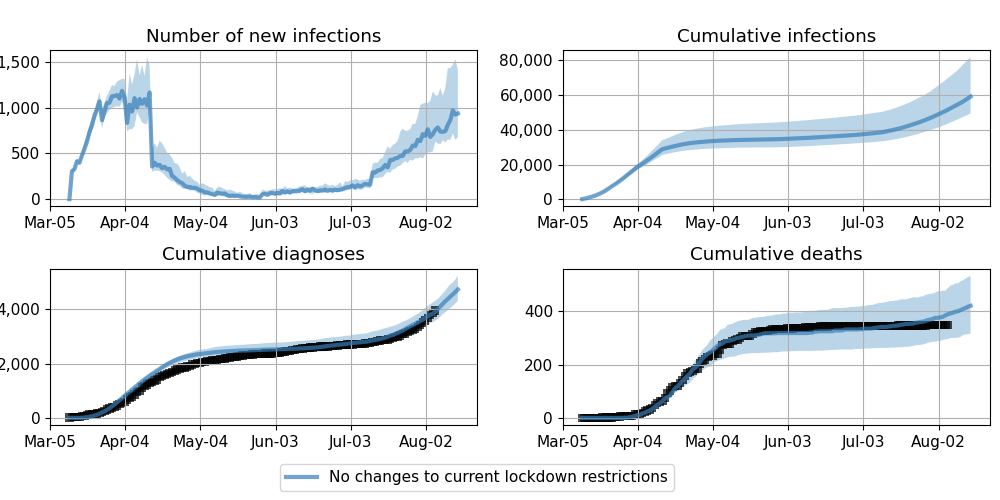 Number of new infections
Cumulative infections
1,500
1,000
500
0
Mar-05 Apr-04 May-04 Jun-03 Jul-03 Aug-02
80,000
60,000
40,000
20,000
0
Mar-05 Apr-04 May-04 Jun-03 Jul-03 Aug-02
Cumulative diagnoses
Cumulative deaths
4,000
2,000
0
Mar-05 Apr-04 May-04 Jun-03 Jul-03 Aug-02
400
200
0
Mar-05 Apr-04 May-04 Jun-03 Jul-03 Aug-02
No changes to current lockdown restrictions